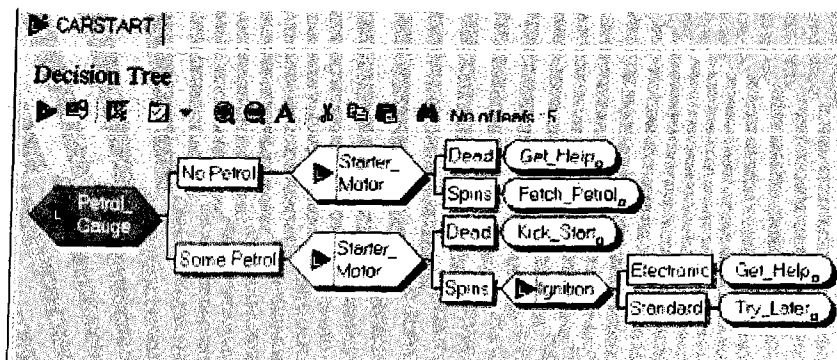 CARSTART
Decision Tree
A No of leafs : 5
No Petrol
Starter_
Motor
Dead
Get_Help
Spins
Fetch_Petrol
Petrol_
Gauge
Some Petrol
Starter_
Motor
Dead
Kick_Start
Spins
Ignition
Electronic
Get_Help
Standard
Try_Later